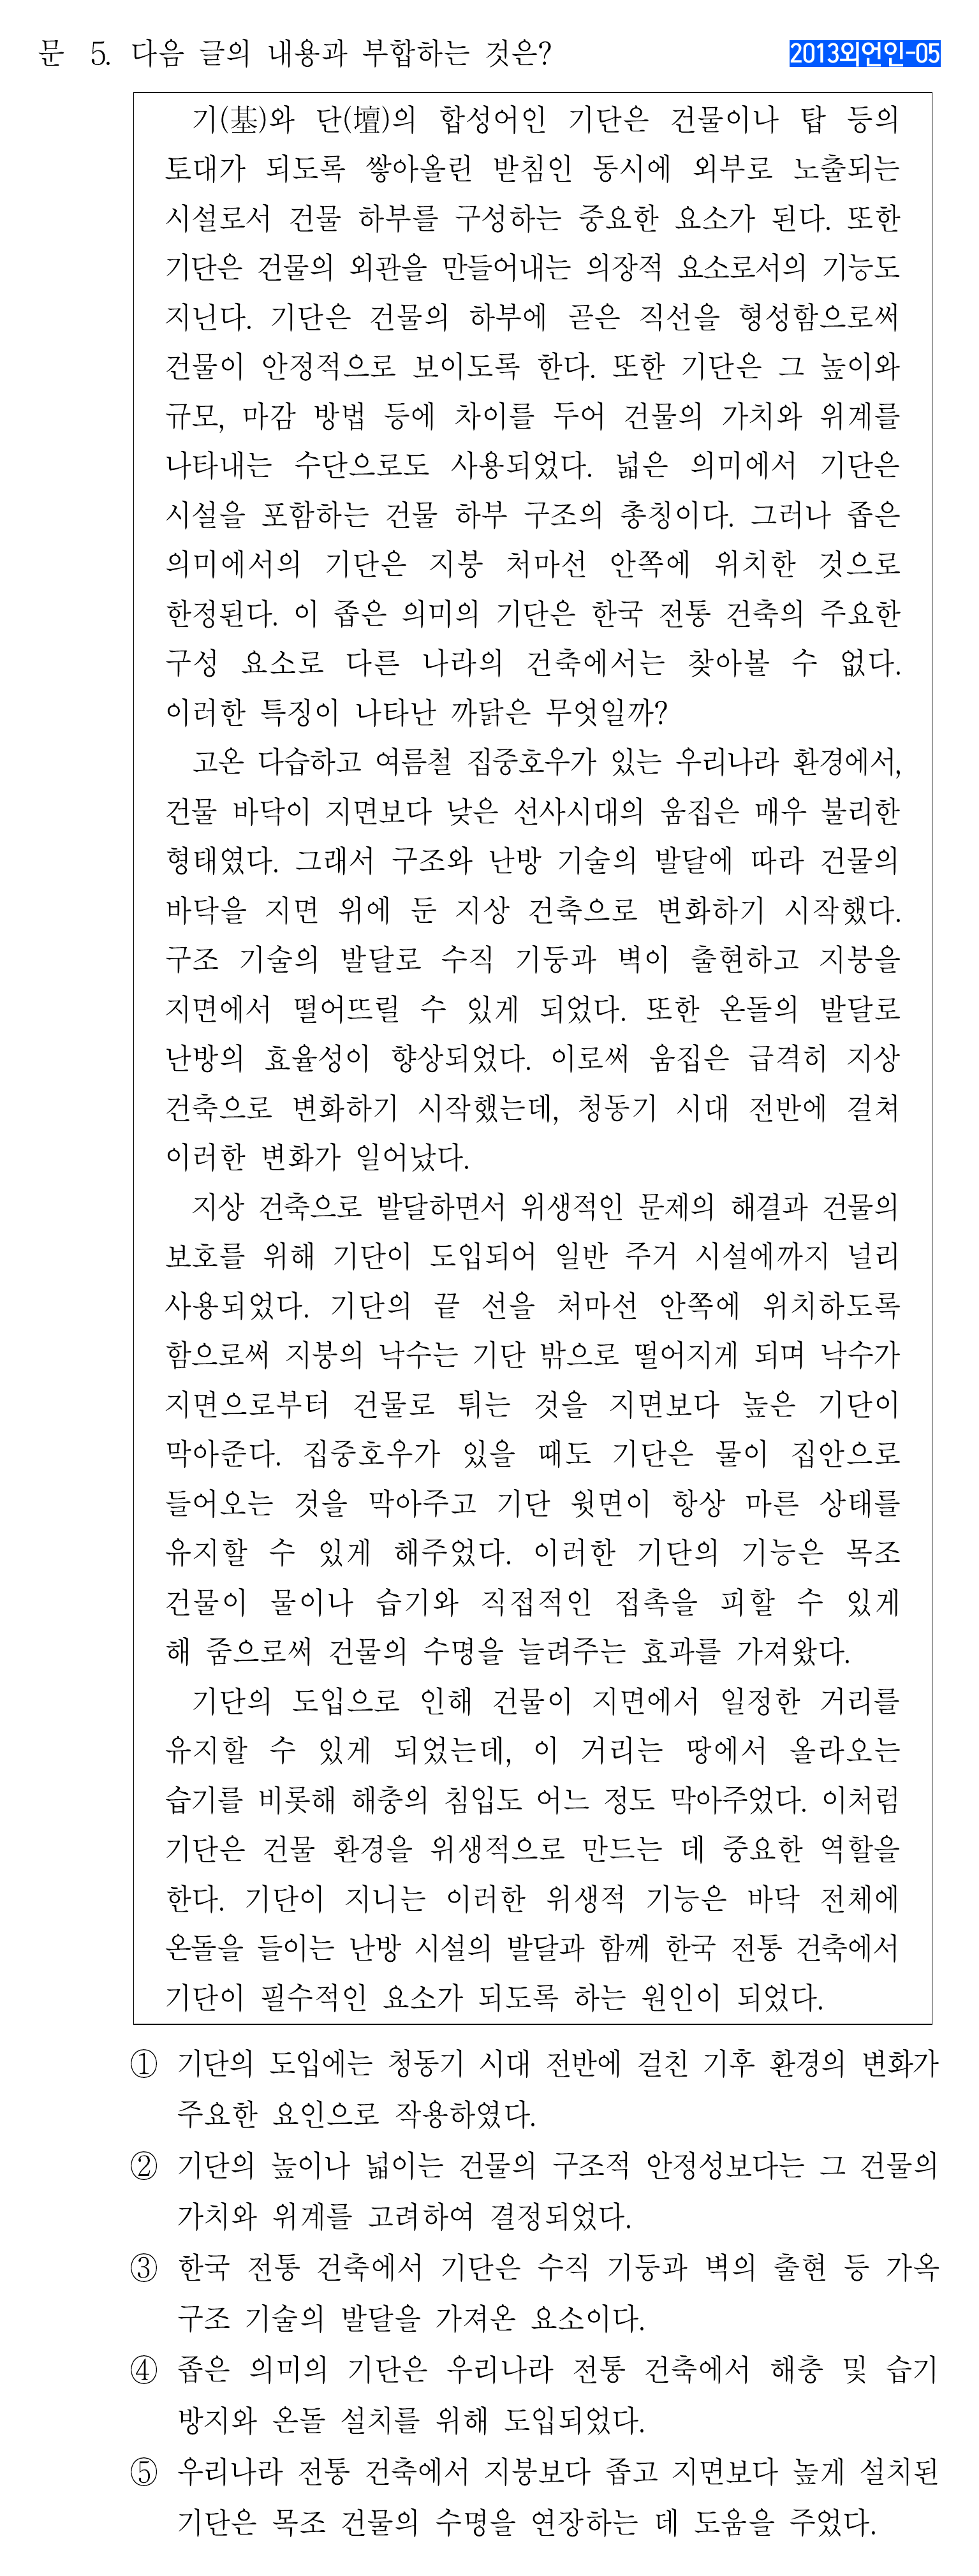 문 5. 다음 글의 내용과 부합하는 것은?
2013외언인-05
기(基)와 단(壇)의 합성어인 기단은 건물이나 탑 등의
토대가 되도록 쌓아올린 받침인 동시에 외부로 노출되는
시설로서 건물 하부를 구성하는 중요한 요소가 된다. 또한
기단은 건물의 외관을 만들어내는 의장적 요소로서의 기능도
지닌다. 기단은 건물의 하부에 곧은 직선을 형성함으로써
건물이 안정적으로 보이도록 한다. 또한 기단은 그 높이와
규모, 마감 방법 등에 차이를 두어 건물의 가치와 위계를
나타내는 수단으로도 사용되었다. 넓은 의미에서 기단은
시설을 포함하는 건물 하부 구조의 총칭이다. 그러나 좁은
의미에서의 기단은 지붕 처마선 안쪽에 위치한 것으로
한정된다. 이 좁은 의미의 기단은 한국 전통 건축의 주요한
구성 요소로 다른 나라의 건축에서는 찾아볼 수 없다.
이러한 특징이 나타난 까닭은 무엇일까?
고온 다습하고 여름철 집중호우가 있는 우리나라 환경에서,
건물 바닥이 지면보다 낮은 선사시대의 움집은 매우 불리한
형태였다. 그래서 구조와 난방 기술의 발달에 따라 건물의
바닥을 지면 위에 둔 지상 건축으로 변화하기 시작했다.
구조 기술의 발달로 수직 기둥과 벽이 출현하고 지붕을
지면에서 떨어뜨릴 수 있게 되었다. 또한 온돌의 발달로
난방의 효율성이 향상되었다. 이로써 움집은 급격히 지상
건축으로 변화하기 시작했는데, 청동기 시대 전반에 걸쳐
이러한 변화가 일어났다.
지상 건축으로 발달하면서 위생적인 문제의 해결과 건물의
보호를 위해 기단이 도입되어 일반 주거 시설에까지 널리
사용되었다. 기단의 끝 선을 처마선 안쪽에 위치하도록
함으로써 지붕의 낙수는 기단 밖으로 떨어지게 되며 낙수가
지면으로부터 건물로 튀는 것을 지면보다 높은 기단이
막아준다. 집중호우가 있을 때도 기단은 물이 집안으로
들어오는 것을 막아주고 기단 윗면이 항상 마른 상태를
유지할 수 있게 해주었다. 이러한 기단의 기능은 목조
건물이 물이나 습기와 직접적인 접촉을 피할 수 있게
해 줌으로써 건물의 수명을 늘려주는 효과를 가져왔다.
기단의 도입으로 인해 건물이 지면에서 일정한 거리를
유지할 수 있게 되었는데, 이 거리는 땅에서 올라오는
습기를 비롯해 해충의 침입도 어느 정도 막아주었다. 이처럼
기단은 건물 환경을 위생적으로 만드는 데 중요한 역할을
한다. 기단이 지니는 이러한 위생적 기능은 바닥 전체에
온돌을 들이는 난방 시설의 발달과 함께 한국 전통 건축에서
기단이 필수적인 요소가 되도록 하는 원인이 되었다.
① 기단의 도입에는 청동기 시대 전반에 걸친 기후 환경의 변화가
주요한 요인으로 작용하였다.
② 기단의 높이나 넓이는 건물의 구조적 안정성보다는 그 건물의
가치와 위계를 고려하여 결정되었다.
③ 한국 전통 건축에서 기단은 수직 기둥과 벽의 출현 등 가옥
구조 기술의 발달을 가져온 요소이다.
④ 좁은 의미의 기단은 우리나라 전통 건축에서 해충 및 습기
방지와 온돌 설치를 위해 도입되었다.
⑤ 우리나라 전통 건축에서 지붕보다 좁고 지면보다 높게 설치된
기단은 목조 건물의 수명을 연장하는 데 도움을 주었다.